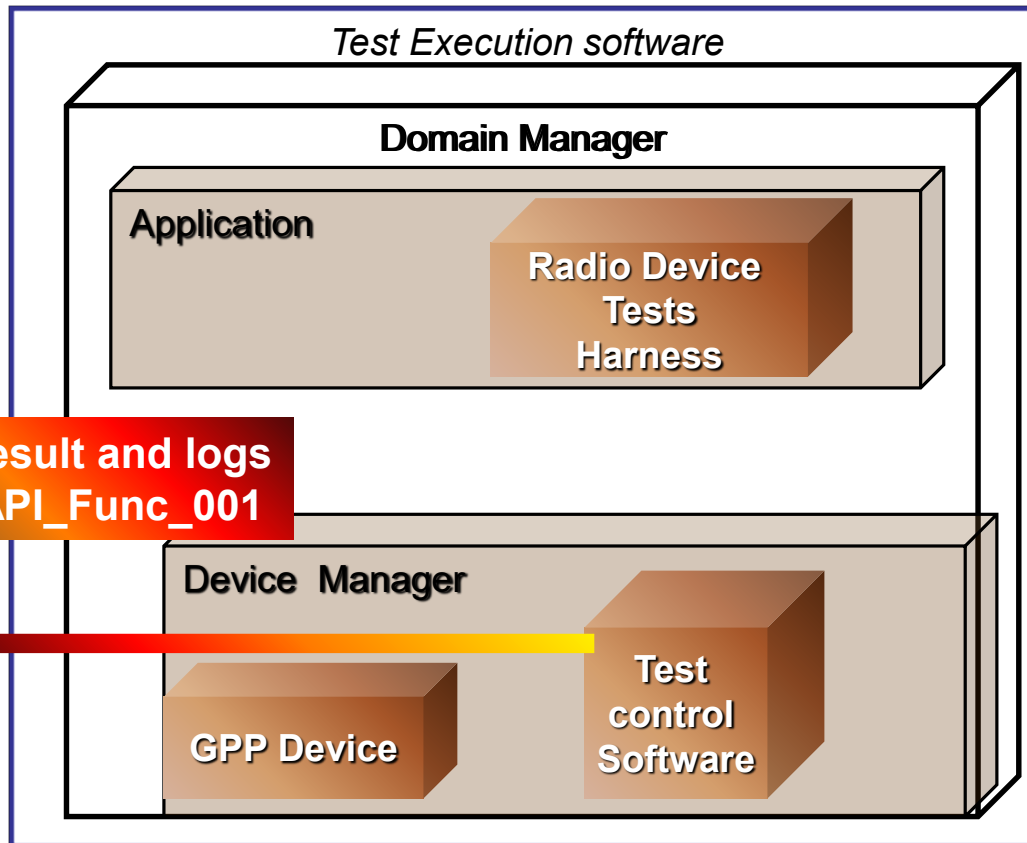 Test Execution software
Domain Manager
Application
Radio Device
Tests
Harness
esult and logs
API_Func_001
Device Manager
Test
control
Software
GPP Device